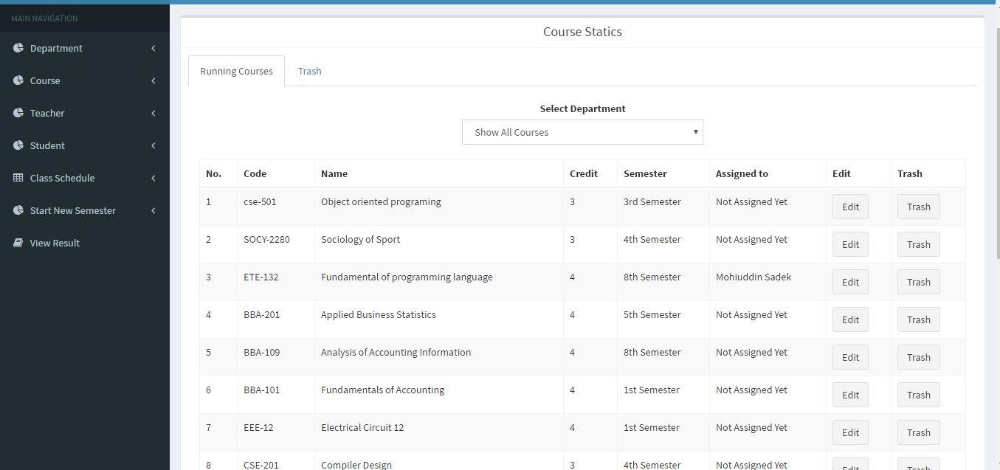 MAIN NAVIGATION
Department
Course
Teacher
Student
Class Schedule
Start New Semester
View Result
Course Statics
Running Courses Trash
Select Department
Show All Courses
No. Code Name Credit Semester Assigned to Edit Trash
1 cse-501 Object oriented programing 3 3rd Semester Not Assigned Yet Edit Trash
2 SOCY-2280 Sociology of Sport 3 4th Semester Not Assigned Yet Edit Trash
3 ETE-132 Fundamental of programming language 4 8th Semester Mohiuddin Sadek Edit Trash
4 BBA-201 Applied Business Statistics 4 5th Semester Not Assigned Yet Edit Trash
5 BBA-109 Analysis of Accounting Information 4 8th Semester Not Assigned Yet Edit Trash
6 BBA-101 Fundamentals of Accounting 4 1st Semester Not Assigned Yet Edit Trash
7 EEE-12 Electrical Circuit 12 4 1st Semester Not Assigned Yet Edit Trash
8 CSE-201 Compiler Design 3 4th Semester Not Assigned Yet Edit Trash